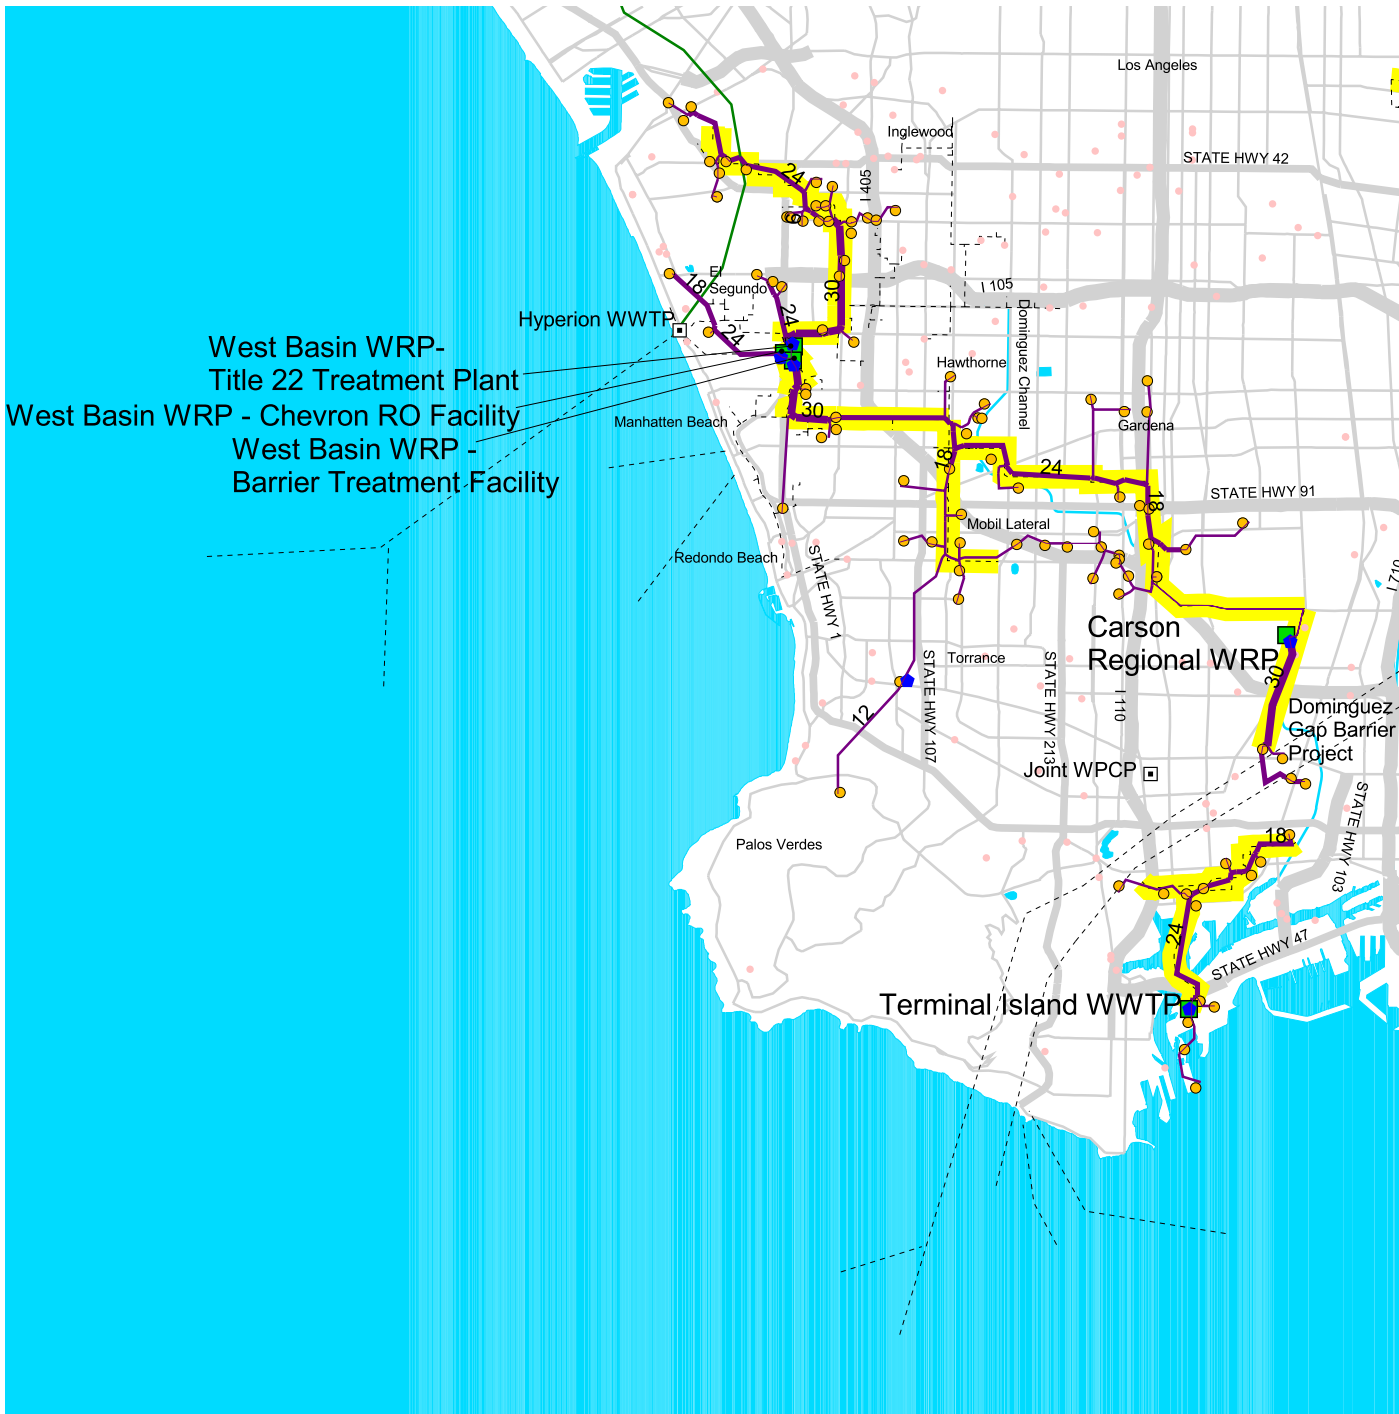 Los Angeles
Inglewood
STATE HWY 42
24
I 405
6
El
Segundo
18
30
I 105
24
24
Hyperion WWTP
Dominguez Channel
West Basin WRP-
Title 22 Treatment Plant
Hawthorne
West Basin WRP - Chevron RO Facility
30
Manhatten Beach
Gardena
West Basin WRP -
Barrier Treatment Facility
18
24
18
STATE HWY 91
Mobil Lateral
Redondo Beach
STATE HWY 1
I 710
Carson
Regional WRP
Torrance
STATE HWY 107
STATE HWY 213
I 110
30
12
Dominguez
Gap Barrier
Project
Joint WPCP
STATE HWY 103
18
Palos Verdes
24
STATE HWY 47
Terminal Island WWTP